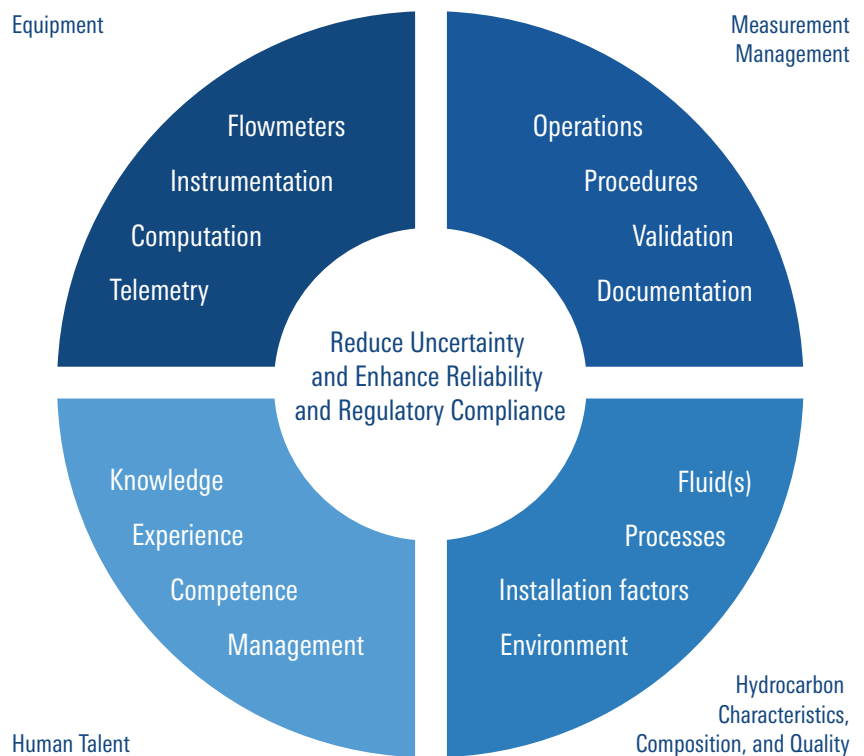 Equipment
Flowmeters
Instrumentation
Computation
Telemetry
Measurement
Management
Operations
Procedures
Validation
Documentation
Reduce Uncertainty
and Enhance Reliability
and Regulatory Compliance
Knowledge
Experience
Competence
Management
Human Talent
Fluid(s)
Processes
Installation factors
Environment
Hydrocarbon
Characteristics,
Composition, and Quality